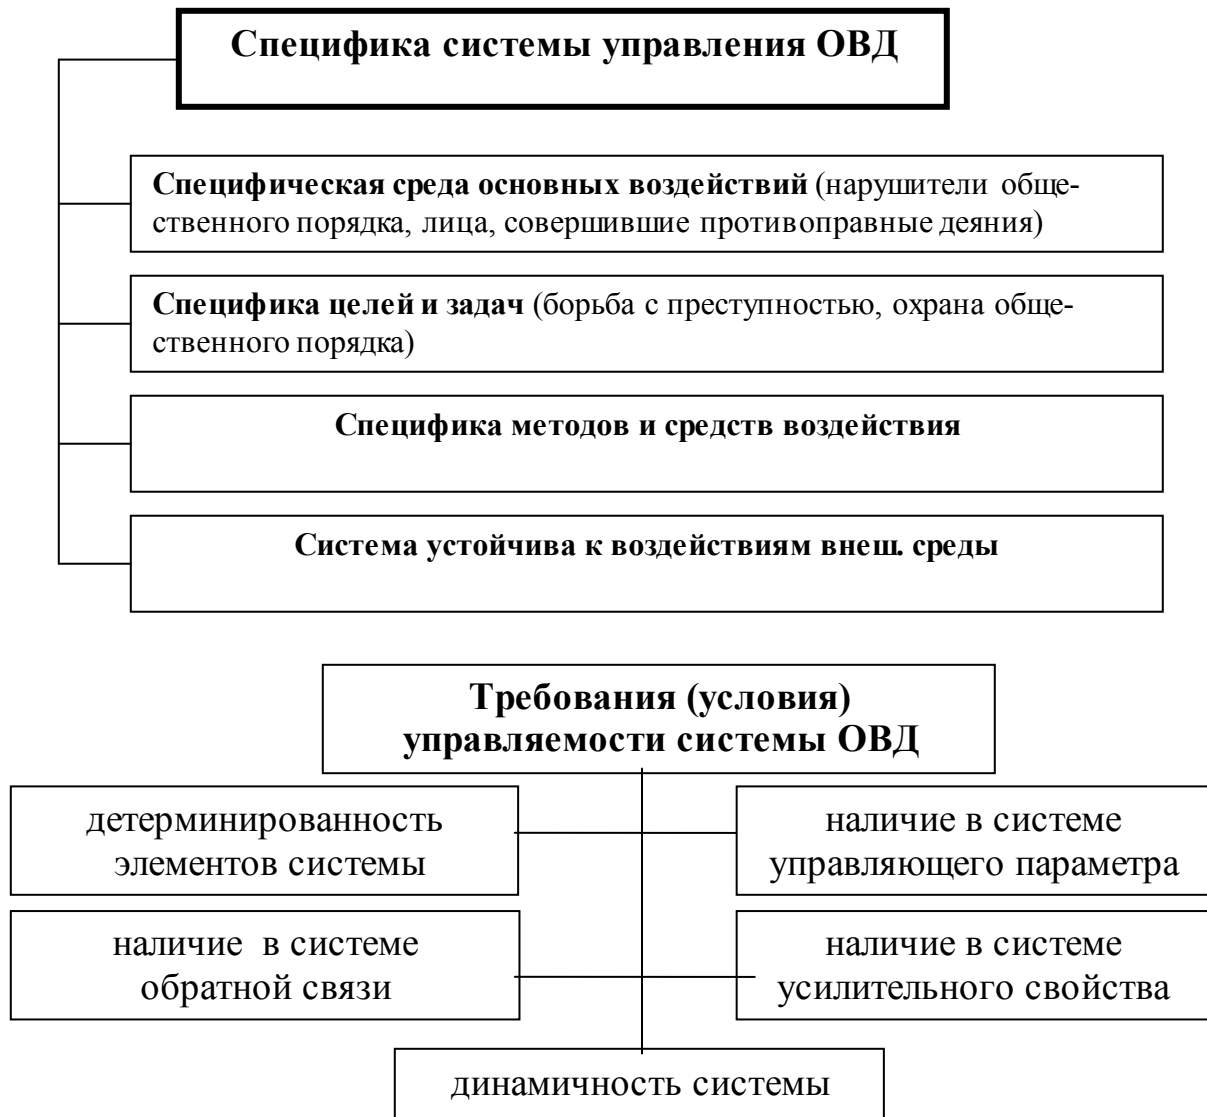 Специфика системы управления ОВД
Специфическая среда основных воздействий (нарушители обще-
ственного порядка, лица, совершившие противоправные деяния)
Специфика целей и задач (борьба с преступностью, охрана обще-
ственного порядка)
Специфика методов и средств воздействия
Система устойчива к воздействиям внеш. среды
Требования (условия)
управляемости системы ОВД
детерминированность
элементов системы
наличие в системе
управляющего параметра
наличие в системе
обратной связи
наличие в системе
усилительного свойства
динамичность системы